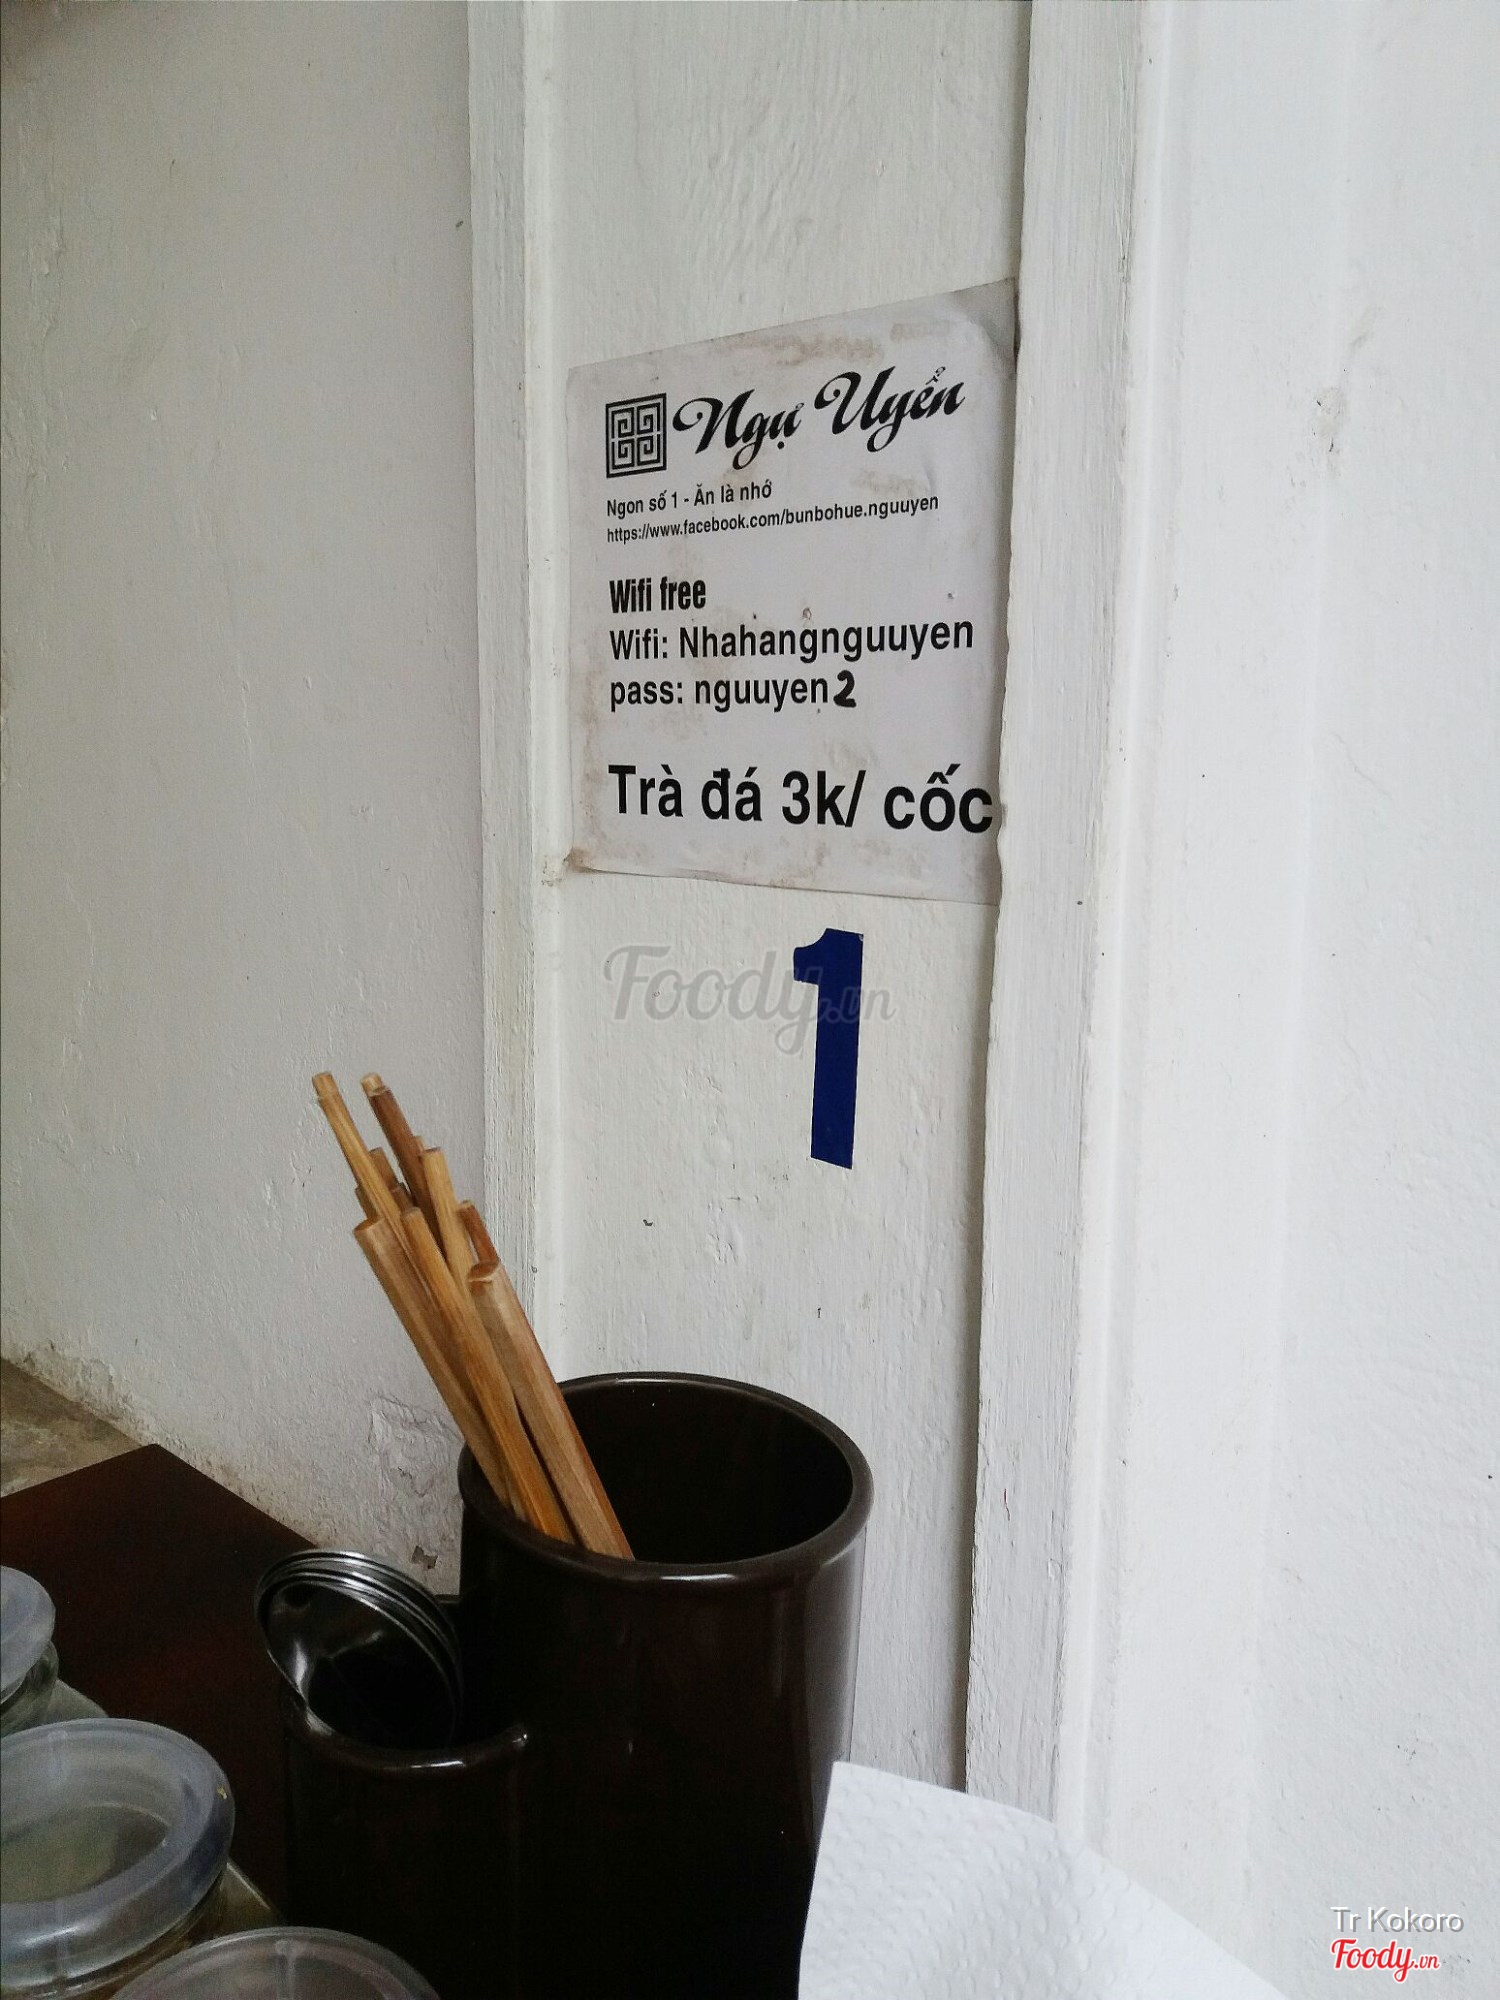 Ngự Uyển
Ngon số 1 - Ăn là nhớ
https://www.facebook.com/bunbohue.nguuyen
Wifi free
Wifi: Nhahangnguuyen
pass: nguuyen2
Trà đá 3k/ cốc
Foody.vn
1
Tr Kokoro
Foody.vn